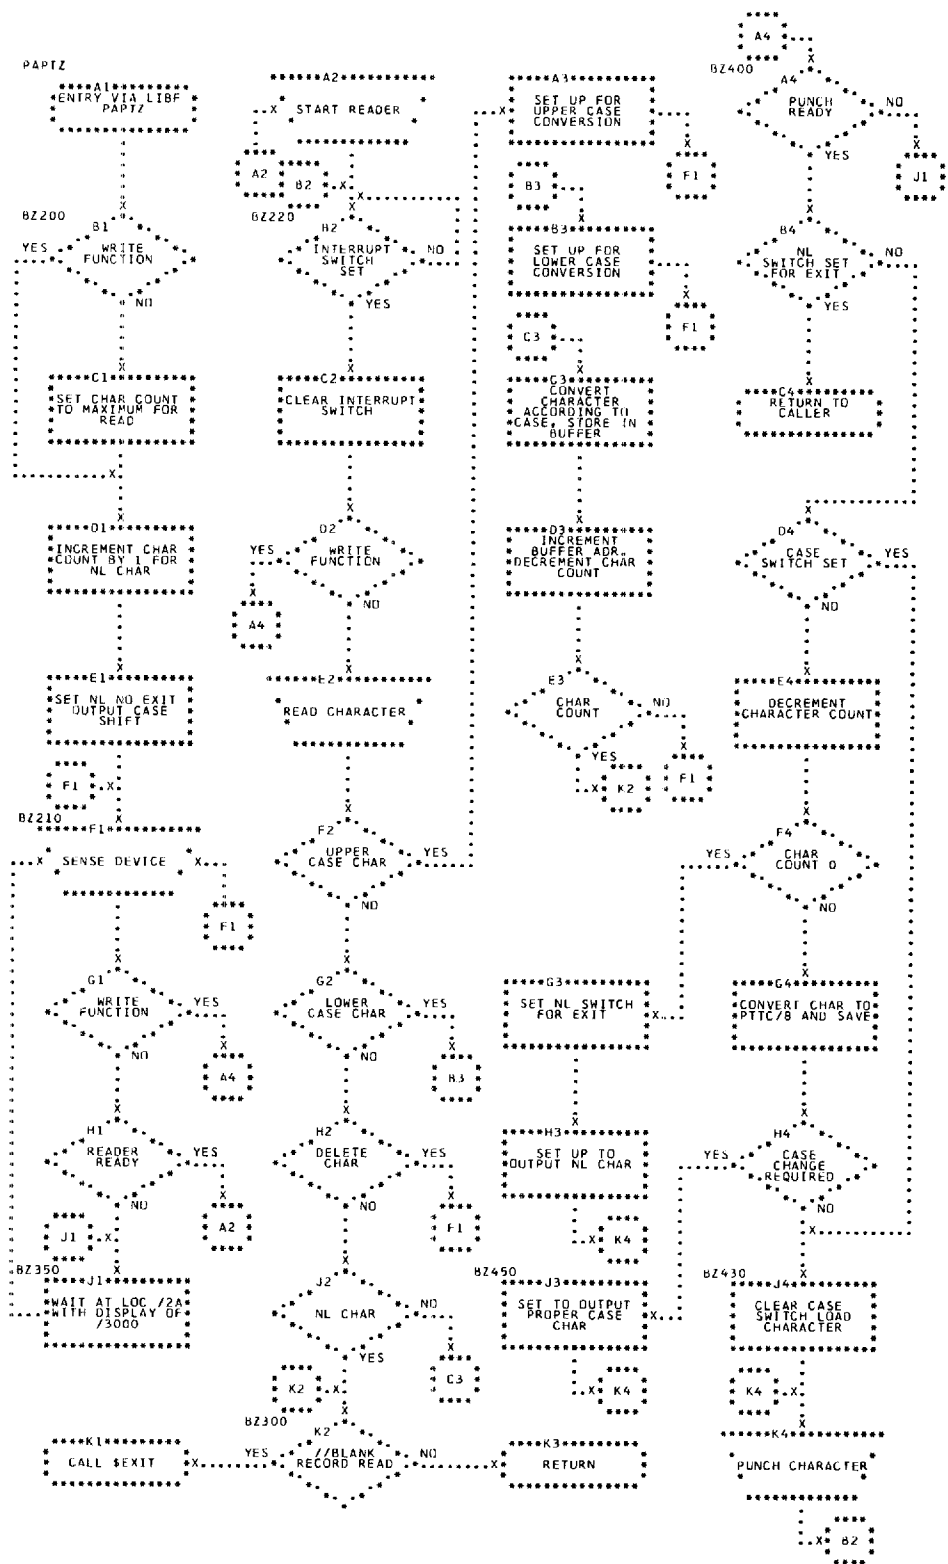 PAPTZ
A1
ENTRY VIA LIBF
PAPTZ
BZ200
B1
YES
WRITE
FUNCTION
NO
C1
SET CHAR COUNT
TO MAXIMUM FOR
READ
D1
INCREMENT CHAR
COUNT BY 1 FOR
NL CHAR
E1
SET NL NO EXIT
OUTPUT CASE
SHIFT
F1
BZ210
F1
SENSE DEVICE
F1
G1
WRITE
FUNCTION
YES
NO
A4
H1
READER
READY
YES
NO
A2
J1
BZ350
J1
WAIT AT LOC /2A
WITH DISPLAY OF
/3000
K1
CALL $EXIT
A2
START READER
A2
B2
BZ220
B2
INTERRUPT
SWITCH
SET
NO
YES
C2
CLEAR INTERRUPT
SWITCH
D2
YES
WRITE
FUNCTION
NO
A4
E2
READ CHARACTER
F2
UPPER
CASE CHAR
YES
NO
G2
LOWER
CASE CHAR
YES
NO
B3
H2
DELETE
CHAR
YES
NO
F1
J2
NL CHAR
NO
YES
C3
K2
BZ300
K2
YES
//BLANK
RECORD READ
NO
A3
SET UP FOR
UPPER CASE
CONVERSION
F1
B3
B3
SET UP FOR
LOWER CASE
CONVERSION
F1
C3
C3
CONVERT
CHARACTER
ACCORDING TO
CASE, STORE IN
BUFFER
D3
INCREMENT
BUFFER ADR.,
DECREMENT CHAR
COUNT
E3
CHAR
COUNT
NO
YES
K2
F1
G3
SET NL SWITCH
FOR EXIT
H3
SET UP TO
OUTPUT NL CHAR
K4
BZ450
J3
SET TO OUTPUT
PROPER CASE
CHAR
K4
K3
RETURN
A4
BZ400
A4
PUNCH
READY
NO
YES
J1
B4
NL
SWITCH SET
FOR EXIT
NO
YES
C4
RETURN TO
CALLER
D4
CASE
SWITCH SET
YES
NO
E4
DECREMENT
CHARACTER COUNT
F4
YES
CHAR
COUNT 0
NO
G4
CONVERT CHAR TO
PTTC/8 AND SAVE
H4
YES
CASE
CHANGE
REQUIRED
NO
BZ430
J4
CLEAR CASE
SWITCH LOAD
CHARACTER
K4
K4
PUNCH CHARACTER
B2